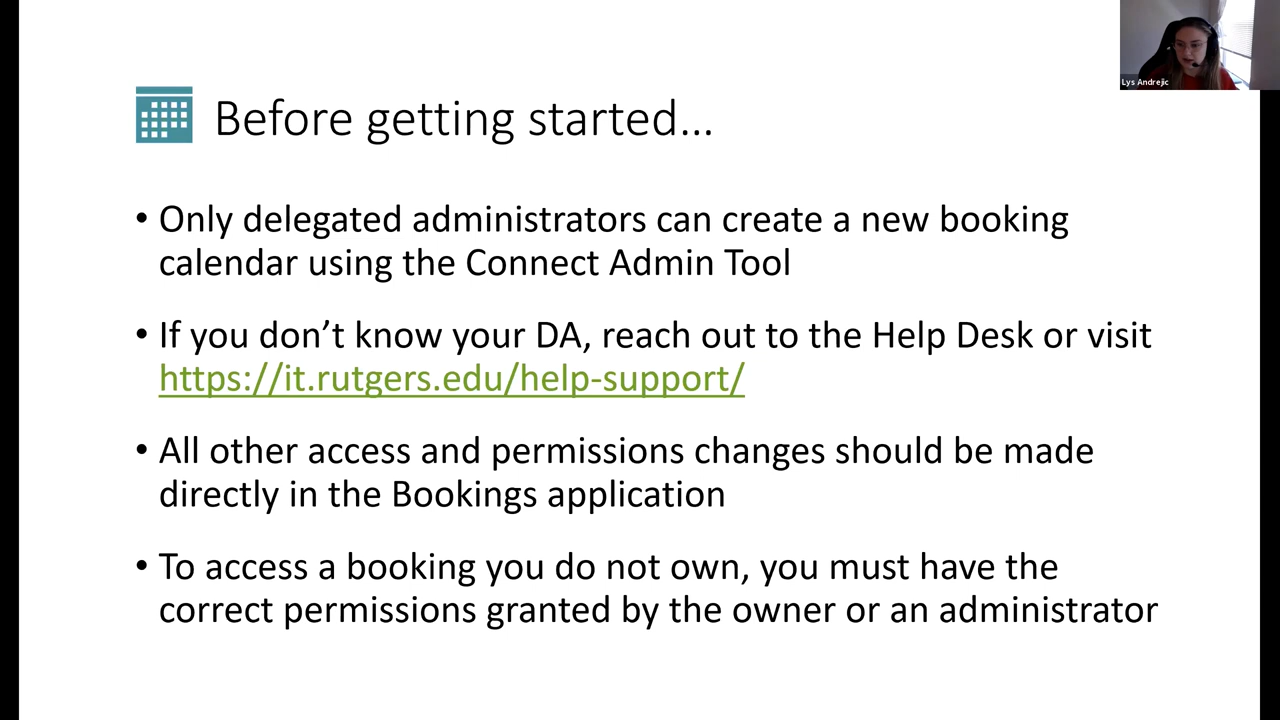 Lys Andrejic
Before getting started...
• Only delegated administrators can create a new booking
calendar using the Connect Admin Tool
• If you don’t know your DA, reach out to the Help Desk or visit
https://it.rutgers.edu/help-support/
• All other access and permissions changes should be made
directly in the Bookings application
• To access a booking you do not own, you must have the
correct permissions granted by the owner or an administrator